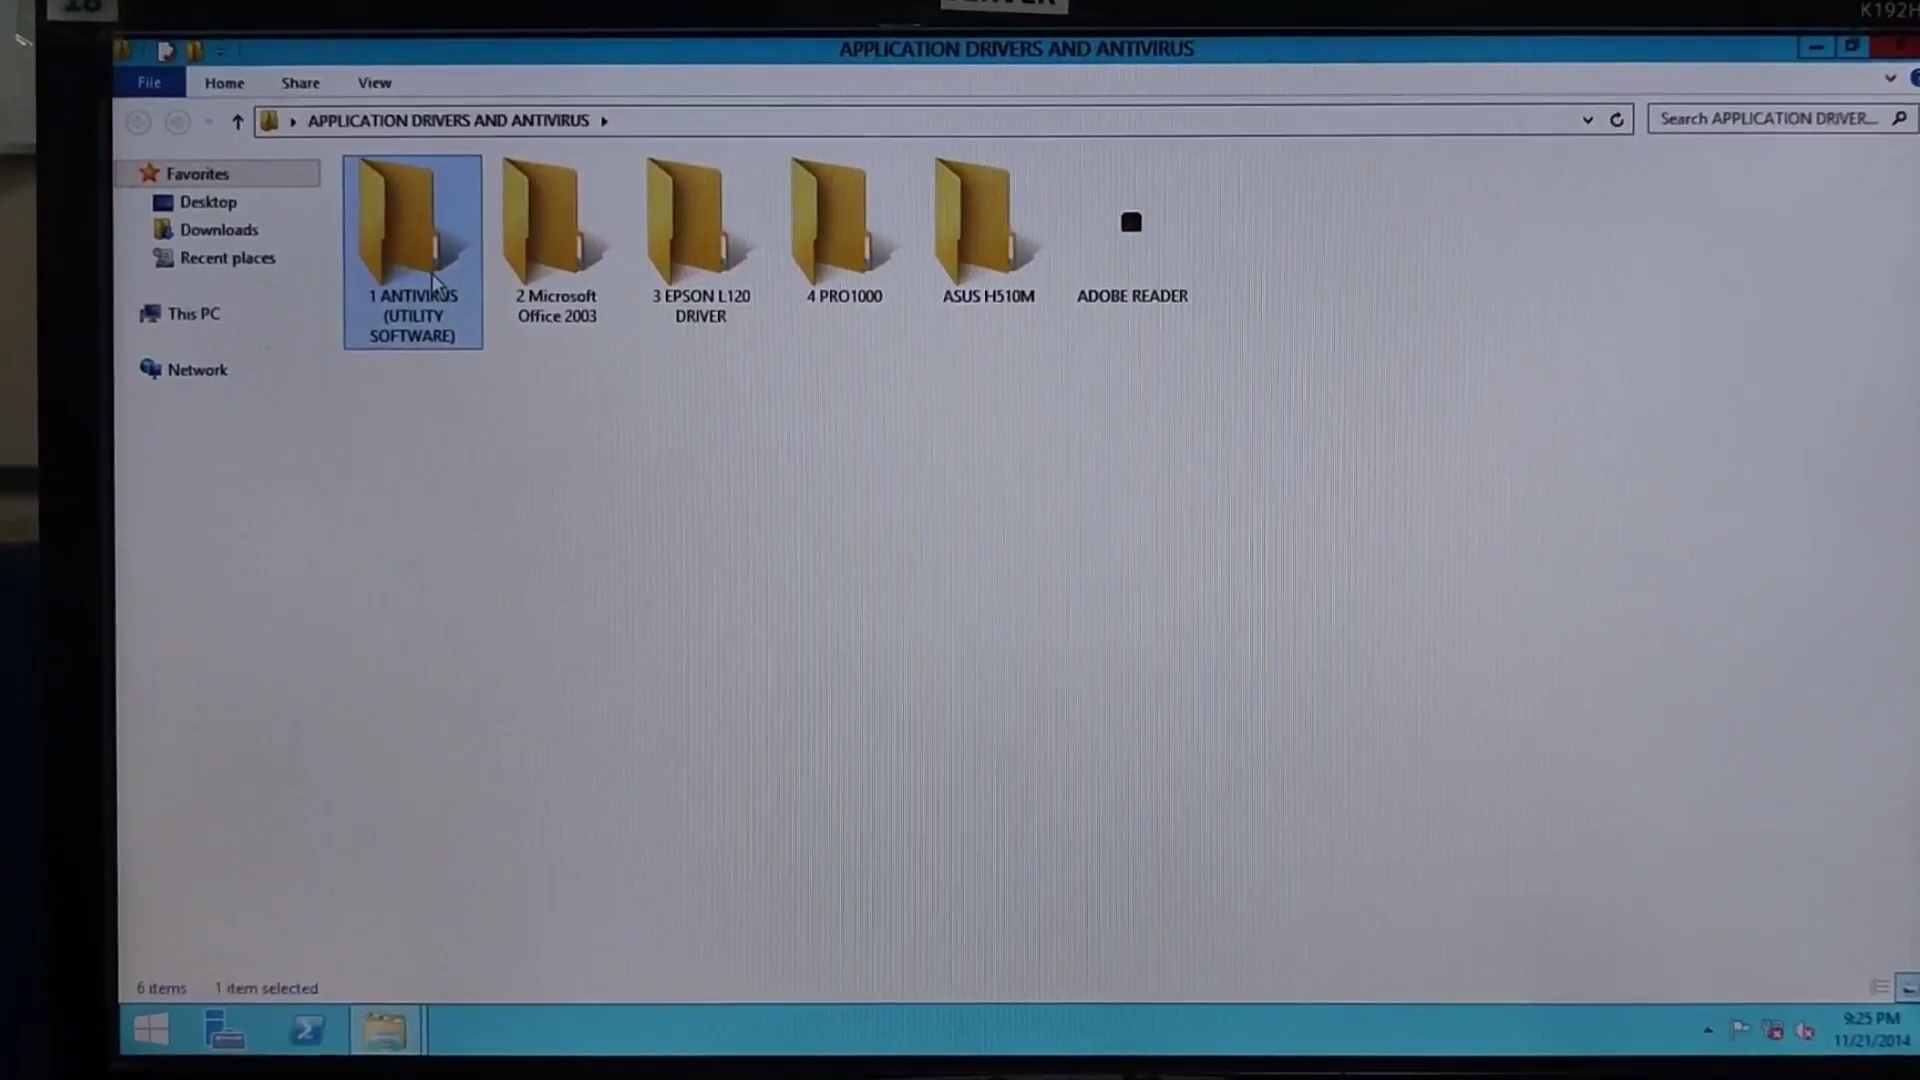 18
K192H
APPLICATION DRIVERS AND ANTIVIRUS
File Home Share View
APPLICATION DRIVERS AND ANTIVIRUS
Search APPLICATION DRIVER...
Favorites
Desktop
Downloads
Recent places
This PC
Network
1 ANTIVIRUS
(UTILITY
SOFTWARE)
2 Microsoft
Office 2003
3 EPSON L120
DRIVER
4 PRO1000
ASUS H510M
ADOBE READER
6 items 1 item selected
9:25 PM
11/21/2014